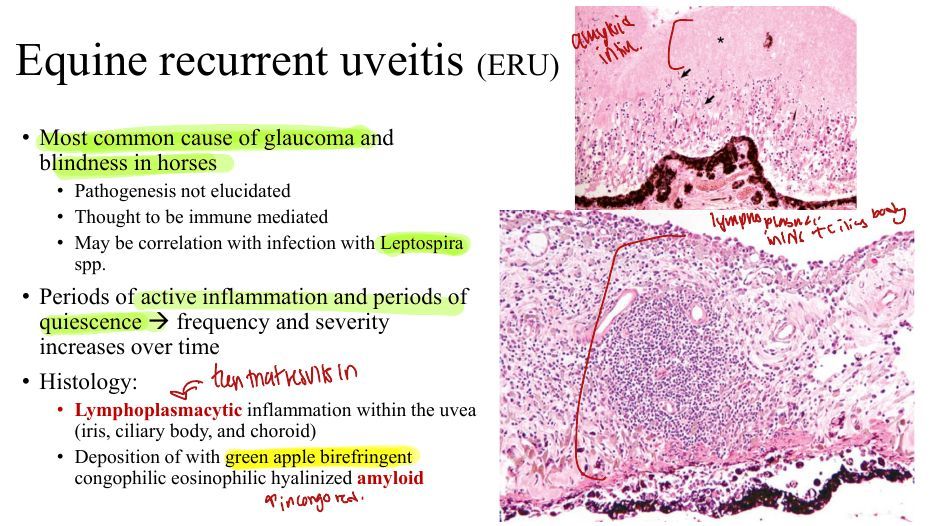 Equine recurrent uveitis (ERU)
• Most common cause of glaucoma and
blindness in horses
• Pathogenesis not elucidated
• Thought to be immune mediated
• May be correlation with infection with Leptospira
spp.
• Periods of active inflammation and periods of
quiescence → frequency and severity
increases over time
• Histology:
• Lymphoplasmacytic inflammation within the uvea
(iris, ciliary body, and choroid)
• Deposition of with green apple birefringent
congophilic eosinophilic hyalinized amyloid
in congo red.
amyloid
*
lymphoplasmac
+ ciliary body